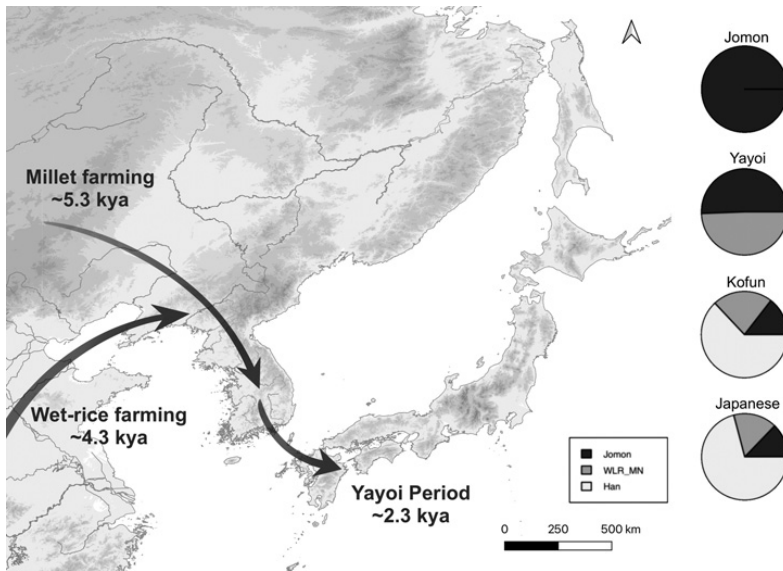 Jomon
Yayoi
Millet farming
~5.3 kya
Kofun
Wet-rice farming
~4.3 kya
Japanese
Jomon
WLR_MN
Han
Yayoi Period
~2.3 kya
0 250 500 km